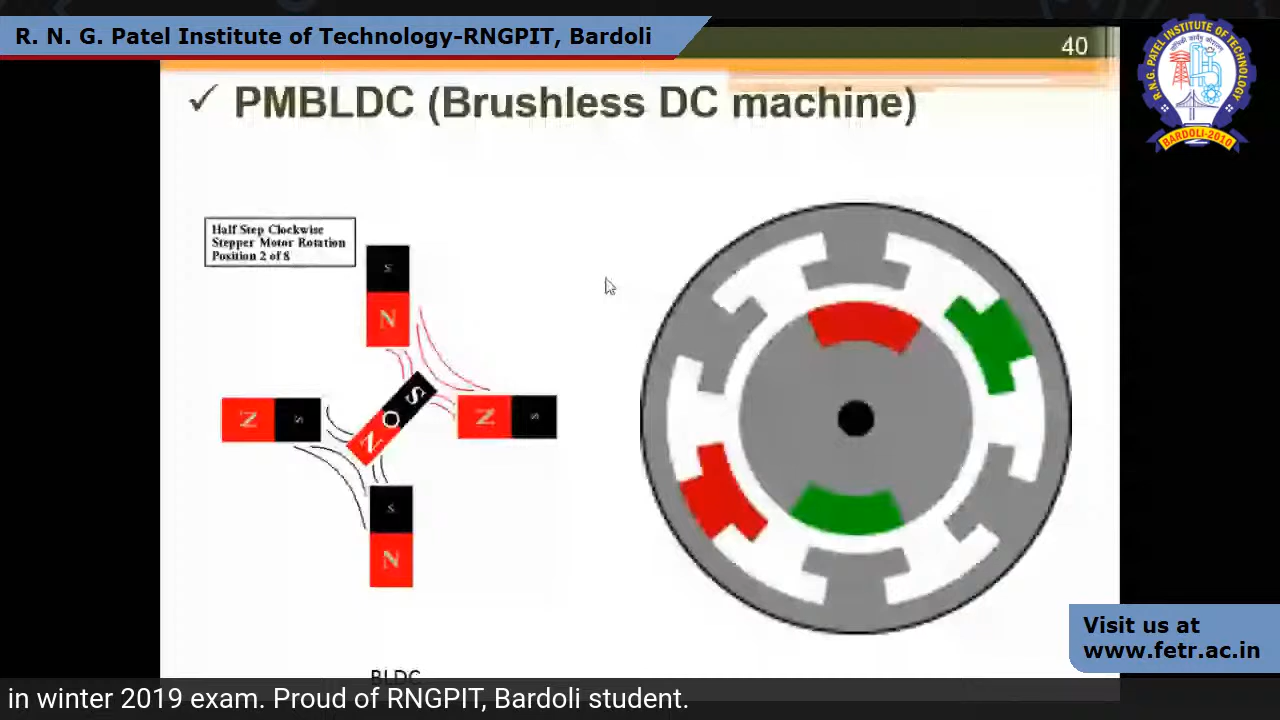 R. N. G. Patel Institute of Technology-RNGPIT, Bardoli
40
R.N.G. PATEL INSTITUTE OF TECHNOLOGY
BARDOLI-2010
✓ PMBLDC (Brushless DC machine)
Half Step Clockwise
Stepper Motor Rotation
Position 2 of 8
S
N
S
O
N
N
S
N
S
S
N
BLDC
Visit us at
www.fetr.ac.in
in winter 2019 exam. Proud of RNGPIT, Bardoli student.